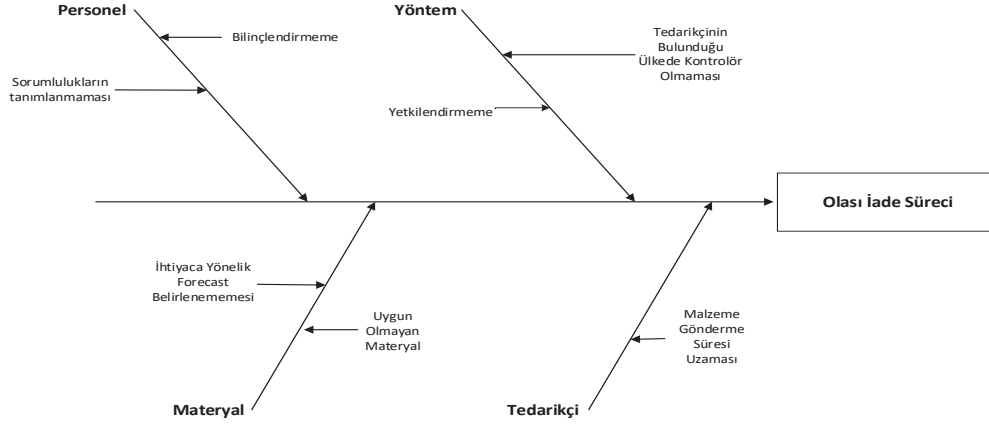 Personel
Bilinçlendirmeme
Sorumlulukların
tanımlanmaması
Yöntem
Tedarikçinin
Bulunduğu
Ülkede Kontrolör
Olmaması
Yetkilendirmeme
Olası İade Süreci
İhtiyaca Yönelik
Forecast
Belirlenememesi
Uygun
Olmayan
Materyal
Materyal
Malzeme
Gönderme
Süresi
Uzaması
Tedarikçi